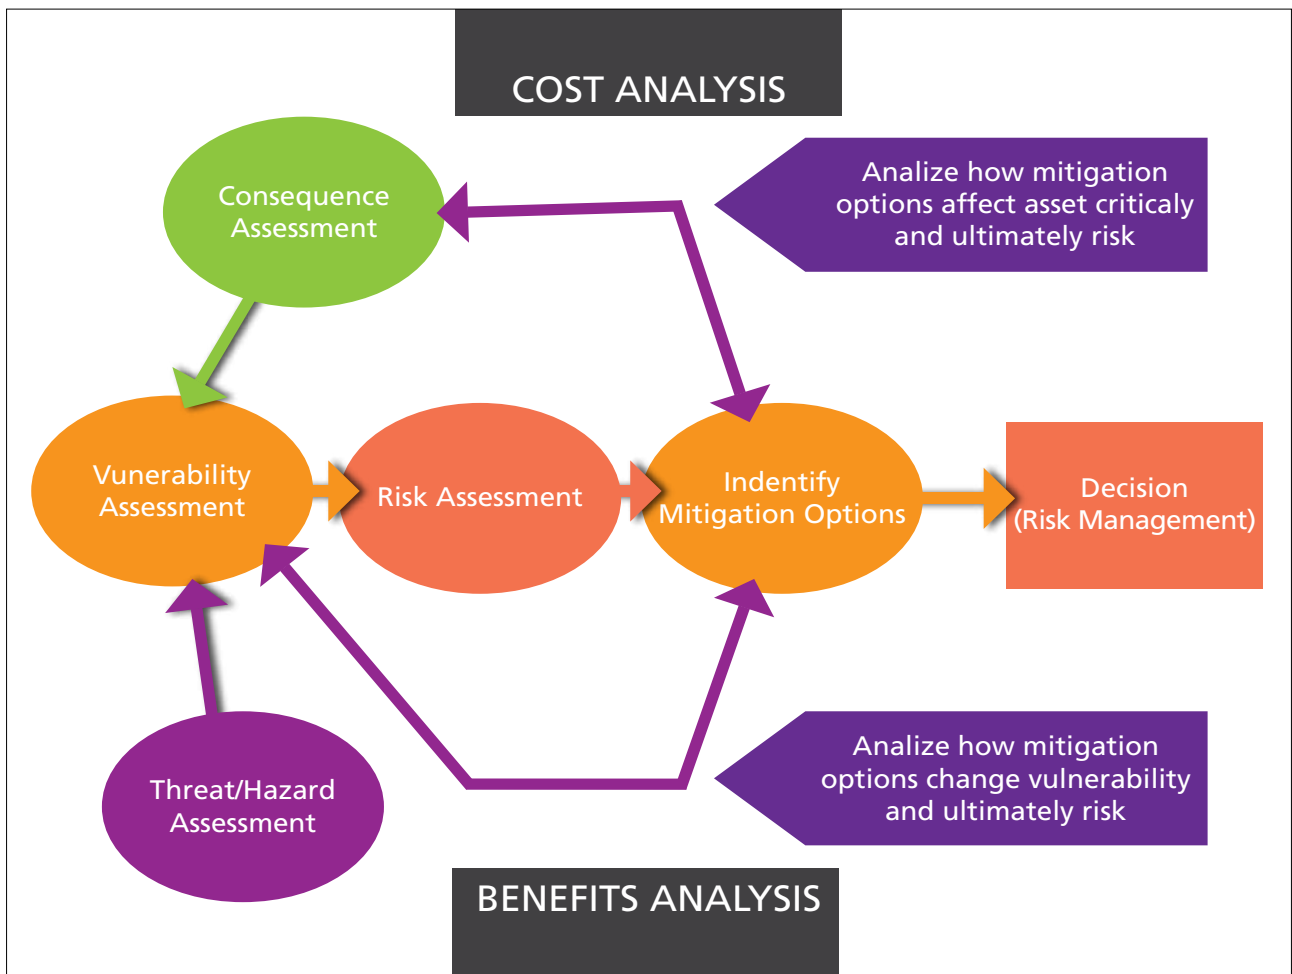 COST ANALYSIS
Consequence
Assessment
Analize how mitigation
options affect asset criticaly
and ultimately risk
Vunerability
Assessment
Risk Assessment
Indentify
Mitigation Options
Decision
(Risk Management)
Threat/Hazard
Assessment
Analize how mitigation
options change vulnerability
and ultimately risk
BENEFITS ANALYSIS